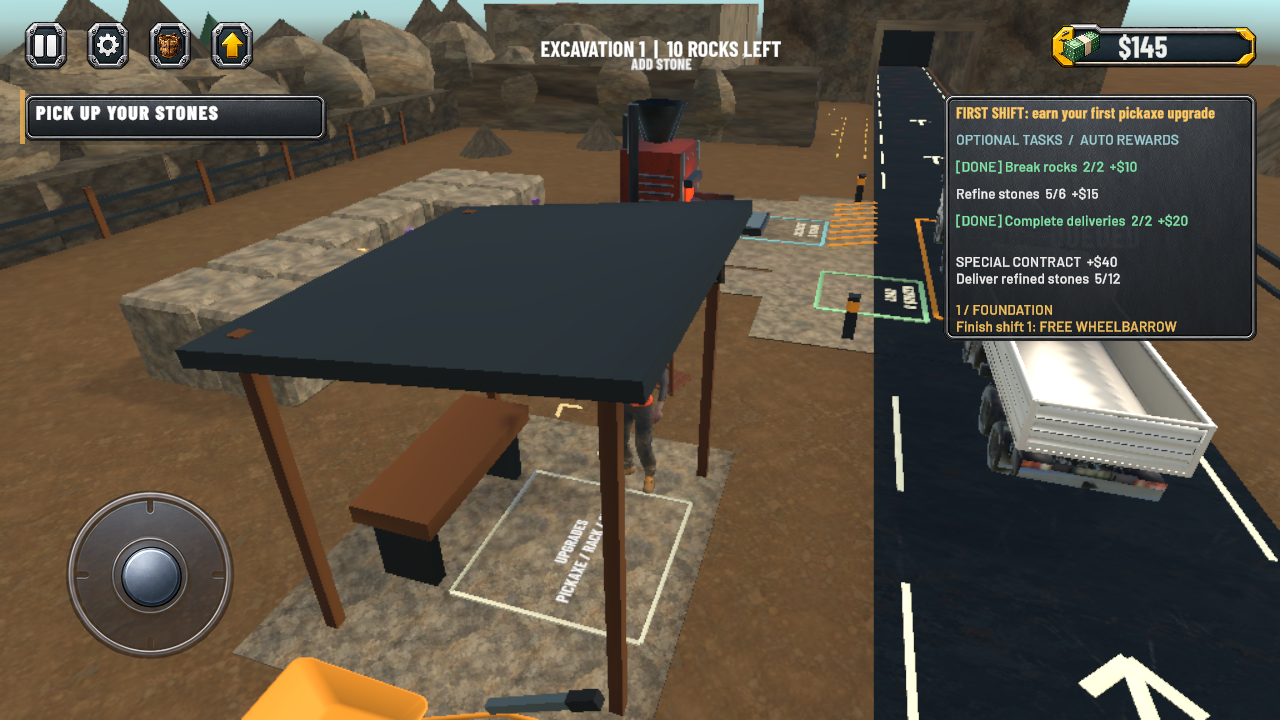 EXCAVATION 1 | 10 ROCKS LEFT
ADD STONE
$145
PICK UP YOUR STONES
FIRST SHIFT: earn your first pickaxe upgrade
OPTIONAL TASKS / AUTO REWARDS
[DONE] Break rocks 2/2 +$10
Refine stones 5/6 +$15
[DONE] Complete deliveries 2/2 +$20
SPECIAL CONTRACT +$40
Deliver refined stones 5/12
1 / FOUNDATION
Finish shift 1: FREE WHEELBARROW
UPGRADES
PICKAXE / RACK /